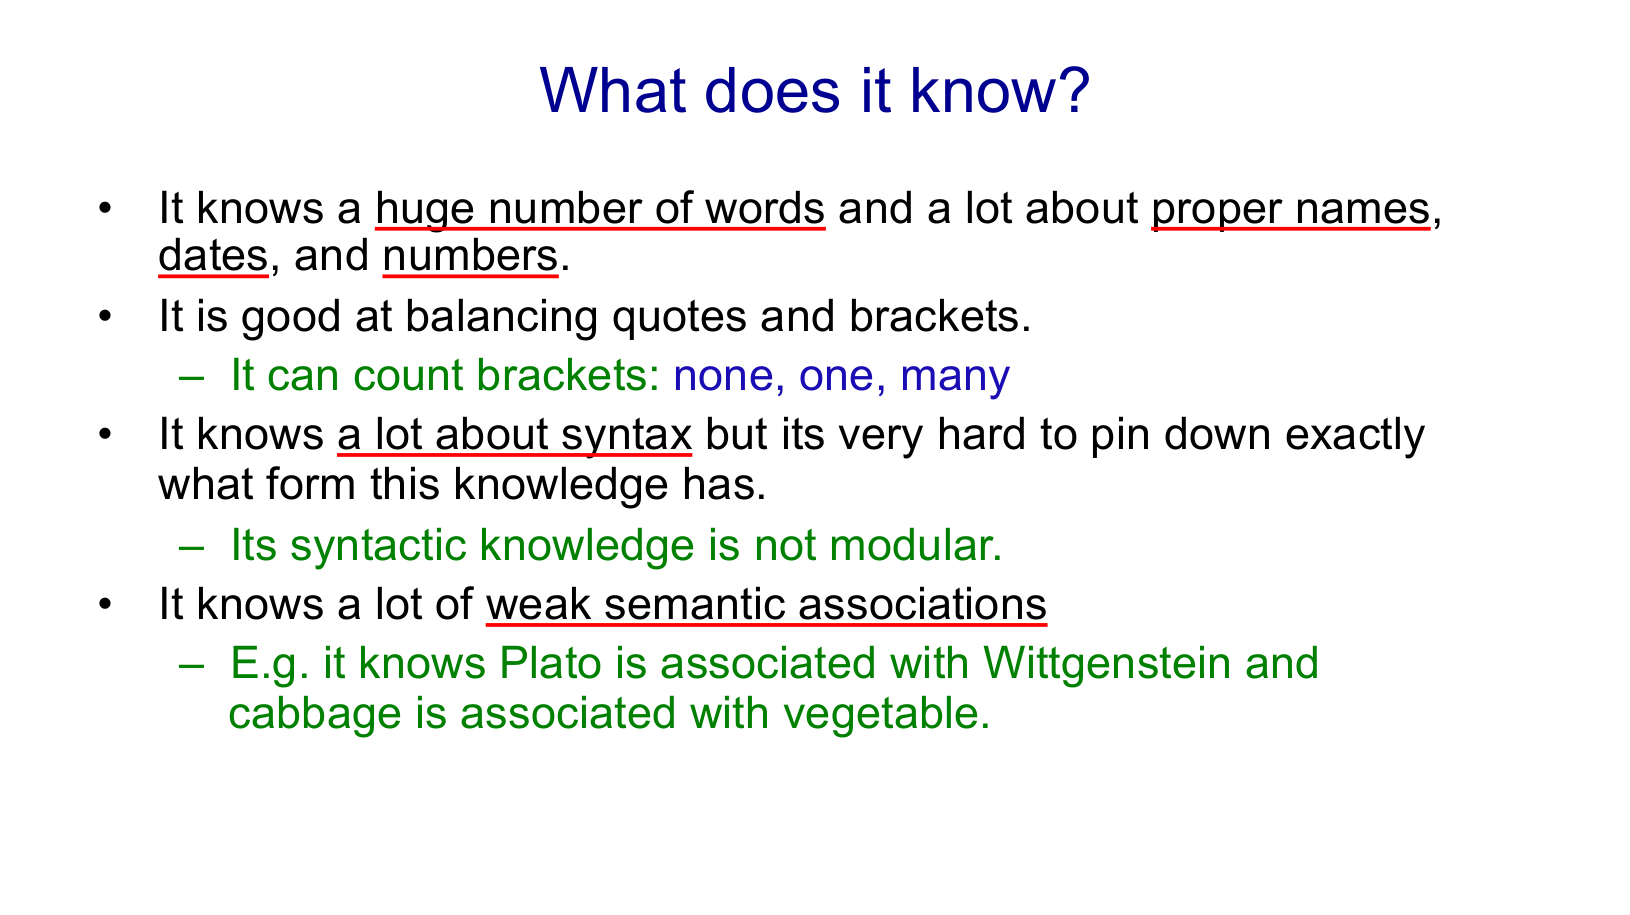 What does it know?
• It knows a huge number of words and a lot about proper names,
dates, and numbers.
• It is good at balancing quotes and brackets.
– It can count brackets: none, one, many
• It knows a lot about syntax but its very hard to pin down exactly
what form this knowledge has.
– Its syntactic knowledge is not modular.
• It knows a lot of weak semantic associations
– E.g. it knows Plato is associated with Wittgenstein and
cabbage is associated with vegetable.